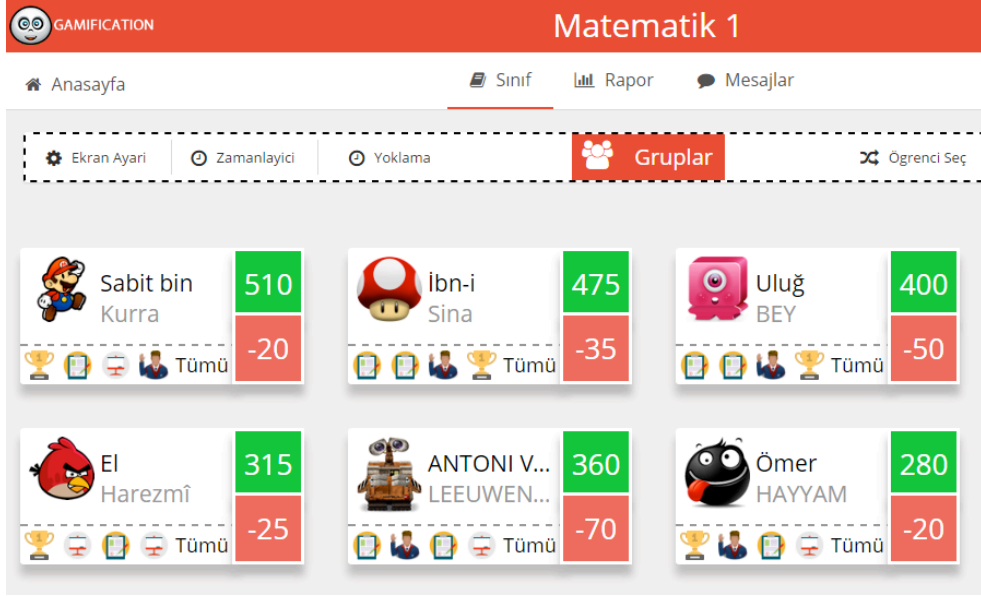 GAMIFICATION
Matematik 1
Anasayfa
Sınıf
Rapor
Mesajlar
Ekran Ayari
Zamanlayici
Yoklama
Gruplar
Ögrenci Seç
Sabit bin
Kurra
510
-20
Tümü
İbn-i
Sina
475
-35
Tümü
Uluğ
BEY
400
-50
Tümü
El
Harezmî
315
-25
Tümü
ANTONI V...
LEEUWEN...
360
-70
Tümü
Ömer
HAYYAM
280
-20
Tümü